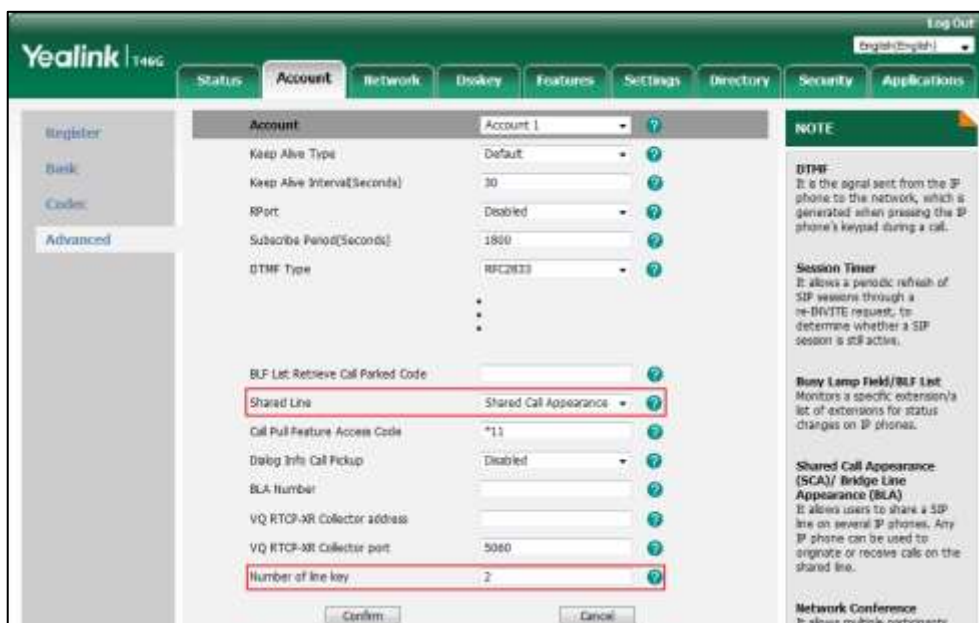 Log Out
Yealink T46G
English(English)
Status Account Network Dsskey Features Settings Directory Security Applications
Register
Basic
Codec
Advanced
Account Account 1
Keep Alive Type Default
Keep Alive Interval(Seconds) 30
RPort Disabled
Subscribe Period(Seconds) 1800
DTMF Type RFC2833
BLF List Retrieve Call Parked Code
Shared Line Shared Call Appearance
Call Pull Feature Access Code *11
Dialog Info Call Pickup Disabled
BLA Number
VQ RTCP-XR Collector address
VQ RTCP-XR Collector port 5060
Number of line key 2
Confirm Cancel
NOTE
DTMF
It is the signal sent from the IP
phone to the network, which is
generated when pressing the IP
phone's keypad during a call.
Session Timer
It allows a periodic refresh of
SIP sessions through a
re-INVITE request, to
determine whether a SIP
session is still active.
Busy Lamp Field/BLF List
Monitors a specific extension/a
list of extensions for status
changes on IP phones.
Shared Call Appearance
(SCA)/ Bridge Line
Appearance (BLA)
It allows users to share a SIP
line on several IP phones. Any
IP phone can be used to
originate or receive calls on the
shared line.
Network Conference
It allows multiple participants